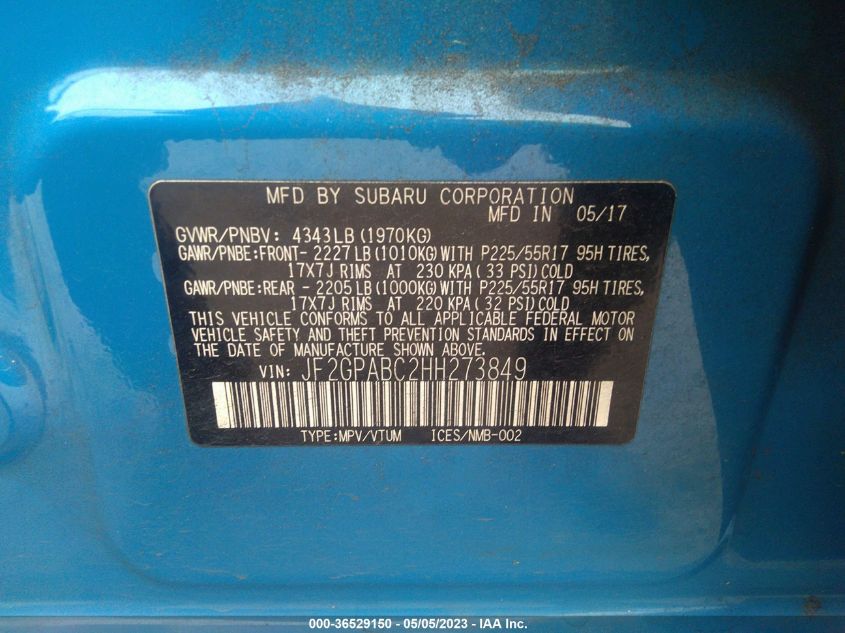 MFD BY SUBARU CORPORATION
MFD IN 05/17
GVWR/PNBV: 4343LB(1970KG)
GAWR/PNBE:FRONT- 2227LB(1010KG)WITH P225/55R17 95H TIRES,
17X7J RIMS AT 230 KPA( 33 PSI)COLD
GAWR/PNBE:REAR - 2205LB(1000KG)WITH P225/55R17 95H TIRES,
17X7J RIMS AT 220 KPA( 32 PSI)COLD
THIS VEHICLE CONFORMS TO ALL APPLICABLE FEDERAL MOTOR
VEHICLE SAFETY AND THEFT PREVENTION STANDARDS IN EFFECT ON
THE DATE OF MANUFACTURE SHOWN ABOVE.
VIN: JF2GPABC2HH273849
TYPE:MPV/VTUM ICES/NMB-002
000-36529150 — 05/05/2023 — IAA Inc.